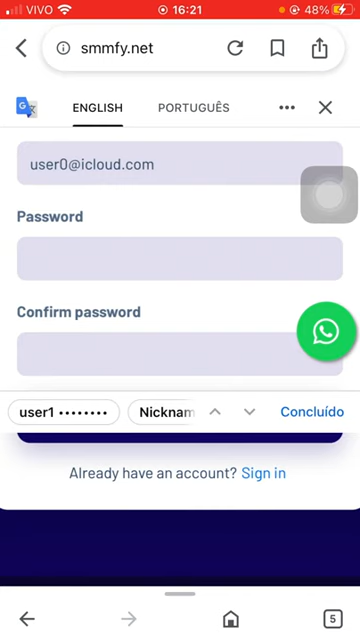 VIVO 16:21 48%
smmfy.net
ENGLISH PORTUGUÊS
user0@icloud.com
Password
Confirm password
user1 •••••••• Nicknam Concluído
Already have an account? Sign in
5